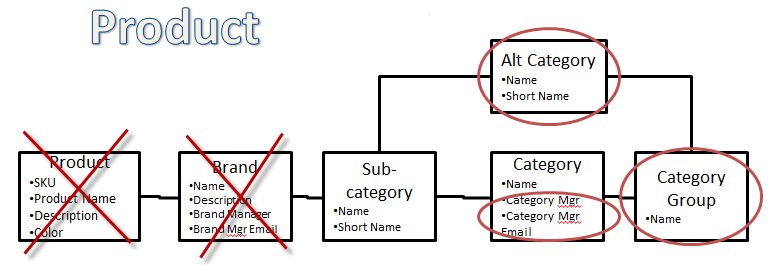 Product
Alt Category
•Name
•Short Name
Product
•SKU
•Product Name
•Description
•Color
Brand
•Name
•Description
•Brand Manager
•Brand Mgr Email
Sub-
category
•Name
•Short Name
Category
•Name
•Category Mgr
•Category Mgr
Email
Category
Group
•Name